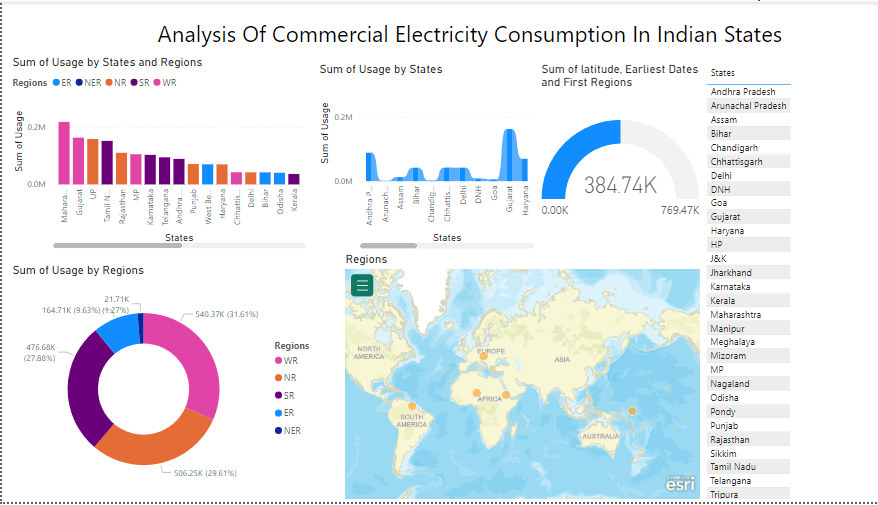 Analysis Of Commercial Electricity Consumption In Indian States
Sum of Usage by States and Regions
Regions ER NER NR SR WR
Sum of Usage
0.2M
0.0M
Mahara...
Gujarat
UP
Tamil N...
Rajasthan
MP
Karnataka
Telangana
Andhra ...
Punjab
West Be...
Haryana
Chhattis...
Delhi
Bihar
Odisha
Kerala
States
Sum of Usage by States
Sum of Usage
0.2M
0.0M
Andhra P...
Arunach...
Assam
Bihar
Chandig...
Chhattis...
Delhi
DNH
Goa
Gujarat
Haryana
States
Sum of latitude, Earliest Dates
and First Regions
384.74K
0.00K
769.47K
States
Andhra Pradesh
Arunachal Pradesh
Assam
Bihar
Chandigarh
Chhattisgarh
Delhi
DNH
Goa
Gujarat
Haryana
HP
J&K
Jharkhand
Karnataka
Kerala
Maharashtra
Manipur
Meghalaya
Mizoram
MP
Nagaland
Odisha
Pondy
Punjab
Rajasthan
Sikkim
Tamil Nadu
Telangana
Tripura
Sum of Usage by Regions
21.71K
(1.27%)
164.71K (9.63%)
540.37K (31.61%)
476.68K
(27.88%)
506.25K (29.61%)
Regions
WR
NR
SR
ER
NER
Regions
NORTH
AMERICA
EUROPE
ASIA
AFRICA
SOUTH
AMERICA
AUSTRALIA
esri